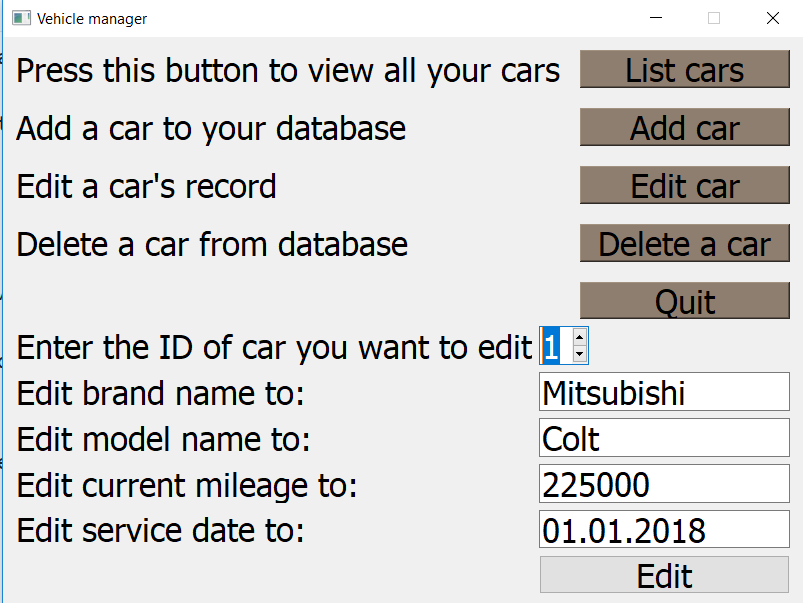 Vehicle manager
Press this button to view all your cars List cars
Add a car to your database Add car
Edit a car's record Edit car
Delete a car from database Delete a car
Quit
Enter the ID of car you want to edit 1
Edit brand name to: Mitsubishi
Edit model name to: Colt
Edit current mileage to: 225000
Edit service date to: 01.01.2018
Edit